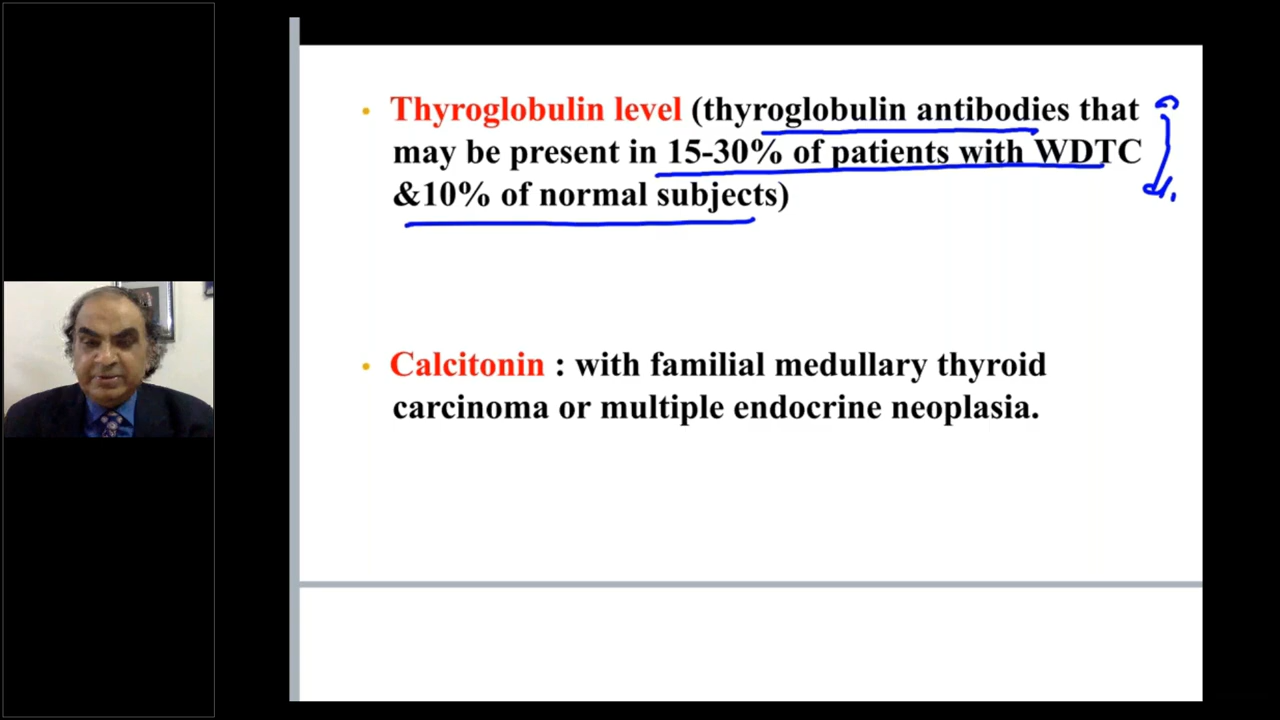 • Thyroglobulin level (thyroglobulin antibodies that
may be present in 15-30% of patients with WDTC
&10% of normal subjects)
• Calcitonin : with familial medullary thyroid
carcinoma or multiple endocrine neoplasia.